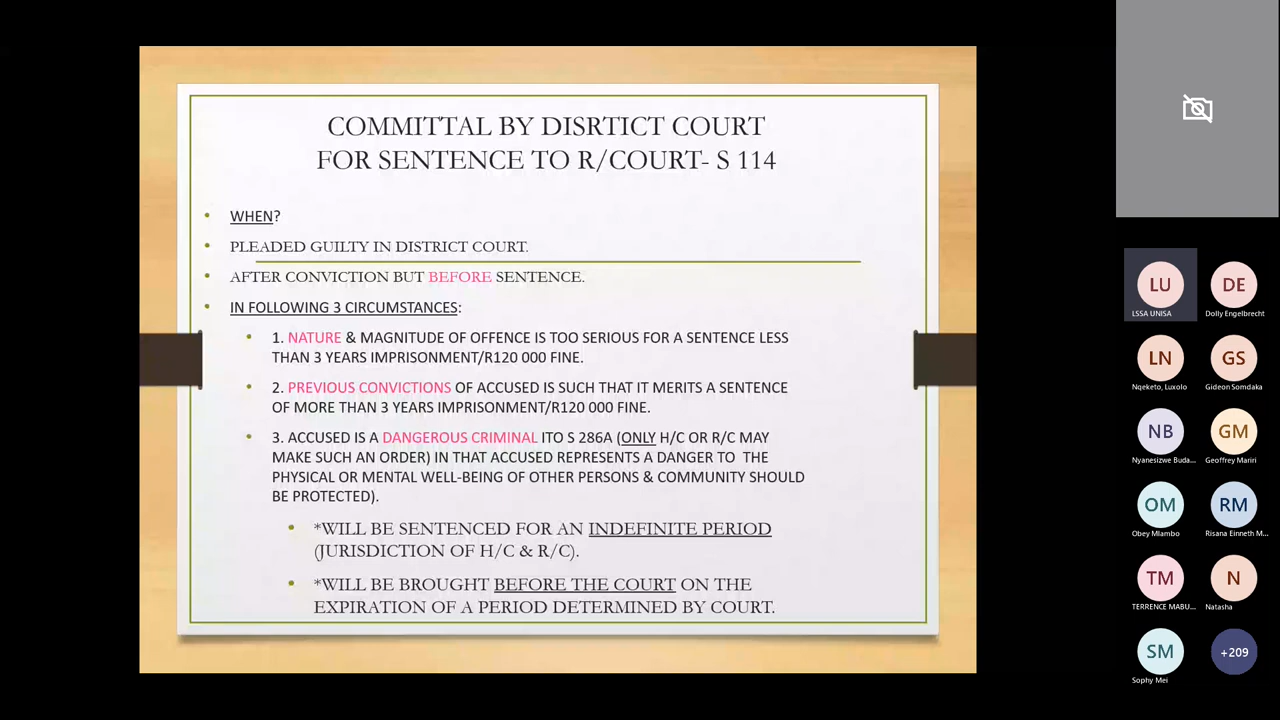 COMMITTAL BY DISRTICT COURT
FOR SENTENCE TO R/COURT- S 114
• WHEN?
• PLEADED GUILTY IN DISTRICT COURT.
• AFTER CONVICTION BUT BEFORE SENTENCE.
• IN FOLLOWING 3 CIRCUMSTANCES:
• 1. NATURE & MAGNITUDE OF OFFENCE IS TOO SERIOUS FOR A SENTENCE LESS
THAN 3 YEARS IMPRISONMENT/R120 000 FINE.
• 2. PREVIOUS CONVICTIONS OF ACCUSED IS SUCH THAT IT MERITS A SENTENCE
OF MORE THAN 3 YEARS IMPRISONMENT/R120 000 FINE.
• 3. ACCUSED IS A DANGEROUS CRIMINAL ITO S 286A (ONLY H/C OR R/C MAY
MAKE SUCH AN ORDER) IN THAT ACCUSED REPRESENTS A DANGER TO THE
PHYSICAL OR MENTAL WELL-BEING OF OTHER PERSONS & COMMUNITY SHOULD
BE PROTECTED).
• *WILL BE SENTENCED FOR AN INDEFINITE PERIOD
(JURISDICTION OF H/C & R/C).
• *WILL BE BROUGHT BEFORE THE COURT ON THE
EXPIRATION OF A PERIOD DETERMINED BY COURT.
LU
LSSA UNISA
DE
Dolly Engelbrecht
LN
Nqeketo, Luxolo
GS
Gideon Somdaka
NB
Nyanesizwe Buda...
GM
Geoffrey Mariri
OM
Obey Mlambo
RM
Risana Einneth M...
TM
TERRENCE MABU...
N
Natasha
SM
Sophy Mei
+209